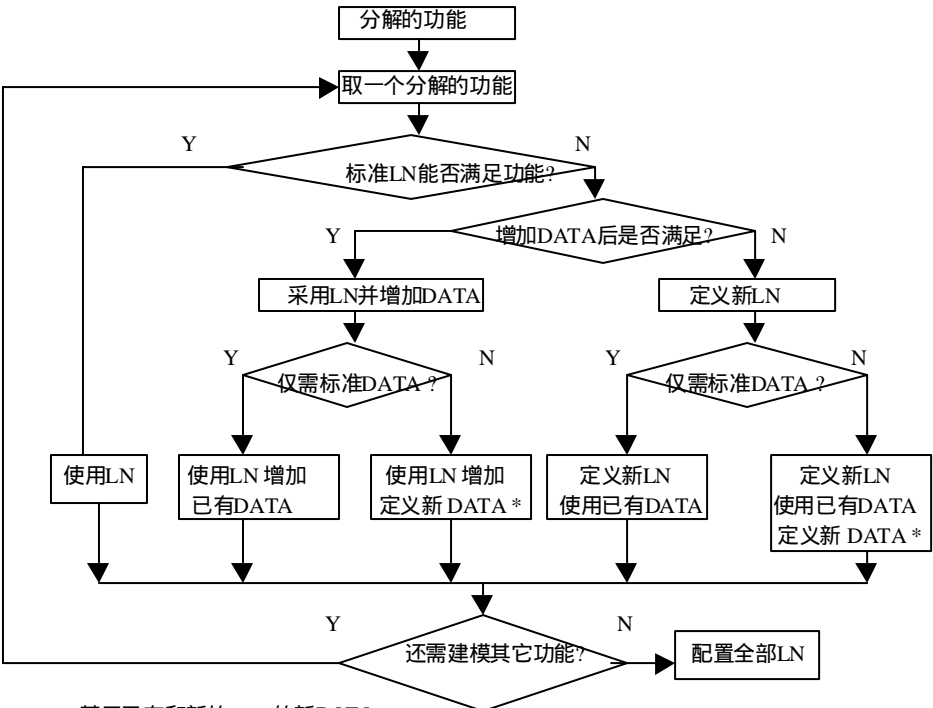 分解的功能
取一个分解的功能
Y
N
标准LN能否满足功能?
Y
增加DATA后是否满足?
N
采用LN并增加DATA
定义新LN
Y
仅需标准DATA ?
N
Y
仅需标准DATA ?
N
使用LN
使用LN 增加
已有DATA
使用LN 增加
定义新 DATA *
定义新LN
使用已有DATA
定义新LN
使用已有DATA
定义新 DATA *
Y
还需建模其它功能?
N
配置全部LN